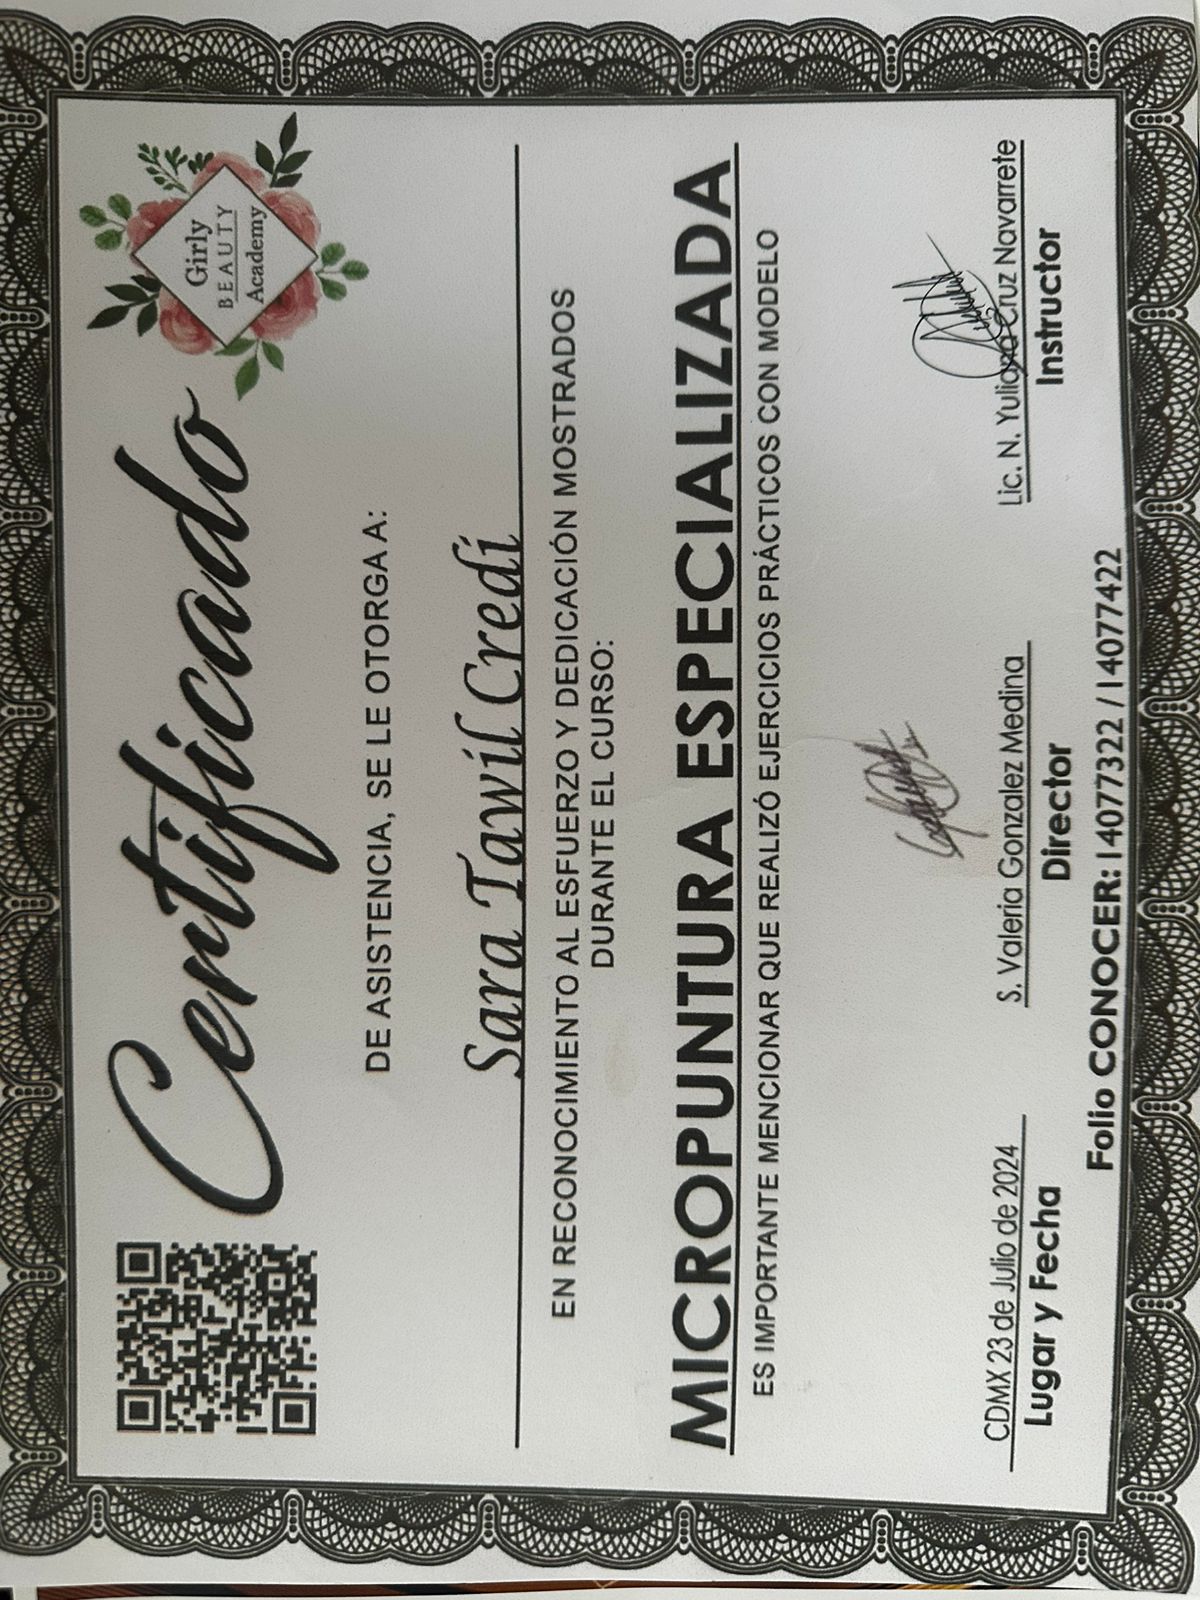 Certificado
Girly
BEAUTY
Academy
DE ASISTENCIA, SE LE OTORGA A:
Sara Tawil Credi
EN RECONOCIMIENTO AL ESFUERZO Y DEDICACIÓN MOSTRADOS
DURANTE EL CURSO:
MICROPUNTURA ESPECIALIZADA
ES IMPORTANTE MENCIONAR QUE REALIZÓ EJERCICIOS PRÁCTICOS CON MODELO
CDMX 23 de Julio de 2024
Lugar y Fecha
S. Valeria Gonzalez Medina
Director
Lic. N. Yuliana Cruz Navarrete
Instructor
Folio CONOCER: 14077322 / 14077422